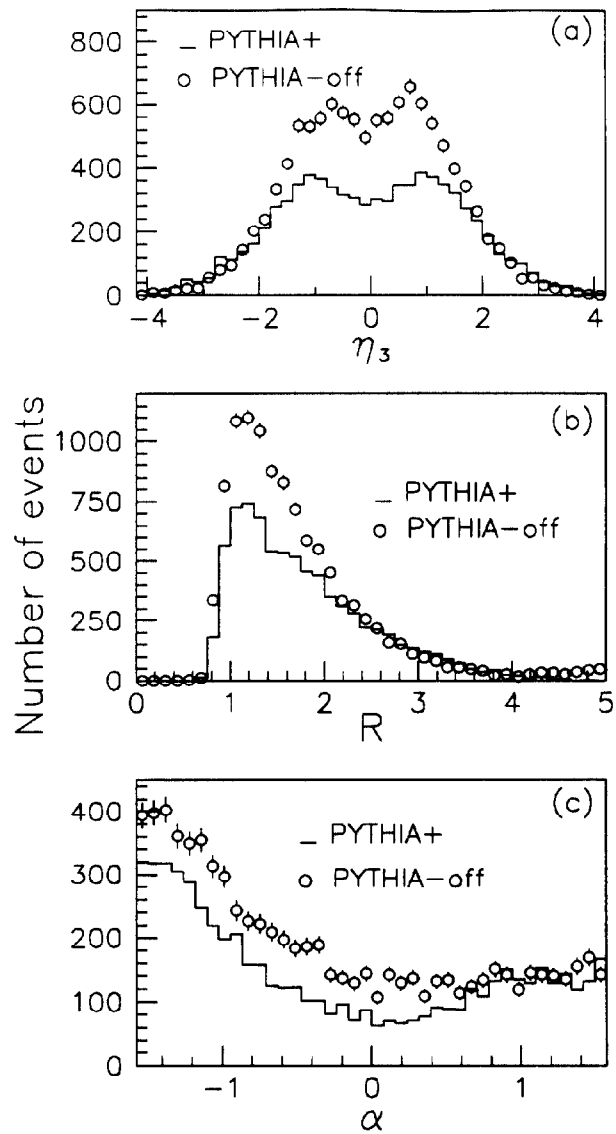 800
(a)
— PYTHIA+
600
○ PYTHIA-off
400
200
0
−4 −2 0 2 4
η₃
Number of events
1000
(b)
— PYTHIA+
750
○ PYTHIA-off
500
250
0
0 1 2 3 4 5
R
400
(c)
— PYTHIA+
300
○ PYTHIA-off
200
100
0
−1 0 1
α